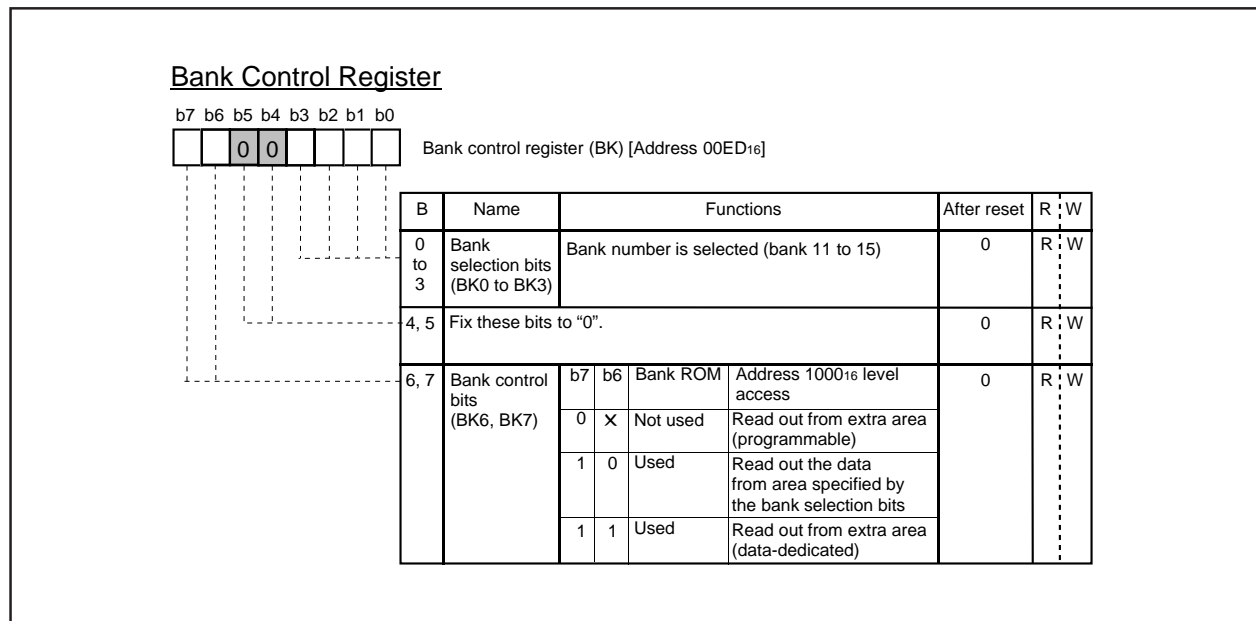 Bank Control Register
b7 b6 b5 b4 b3 b2 b1 b0
0 0
Bank control register (BK) [Address 00ED16]
B Name Functions After reset R W
0 to 3 Bank selection bits (BK0 to BK3) Bank number is selected (bank 11 to 15) 0 R W
4, 5 Fix these bits to “0”. 0 R W
6, 7 Bank control bits (BK6, BK7) b7 b6 Bank ROM Address 100016 level access 0 R W
0 × Not used Read out from extra area (programmable)
1 0 Used Read out the data from area specified by the bank selection bits
1 1 Used Read out from extra area (data-dedicated)